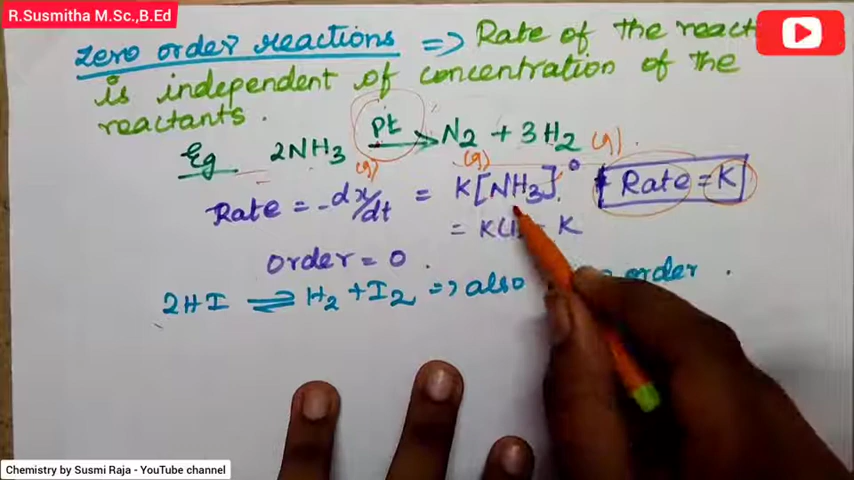 R.Susmitha M.Sc.,B.Ed
zero order reactions => Rate of the react
is independent of concentration of the
reactants.
Eg 2NH3 (g) Pt → N2 (g) + 3H2 (g).
Rate = -dx/dt = K[NH3]⁰ Rate = K
= K(1) = K
order = 0.
2HI ⇌ H2 + I2 => also order.
Chemistry by Susmi Raja - YouTube channel